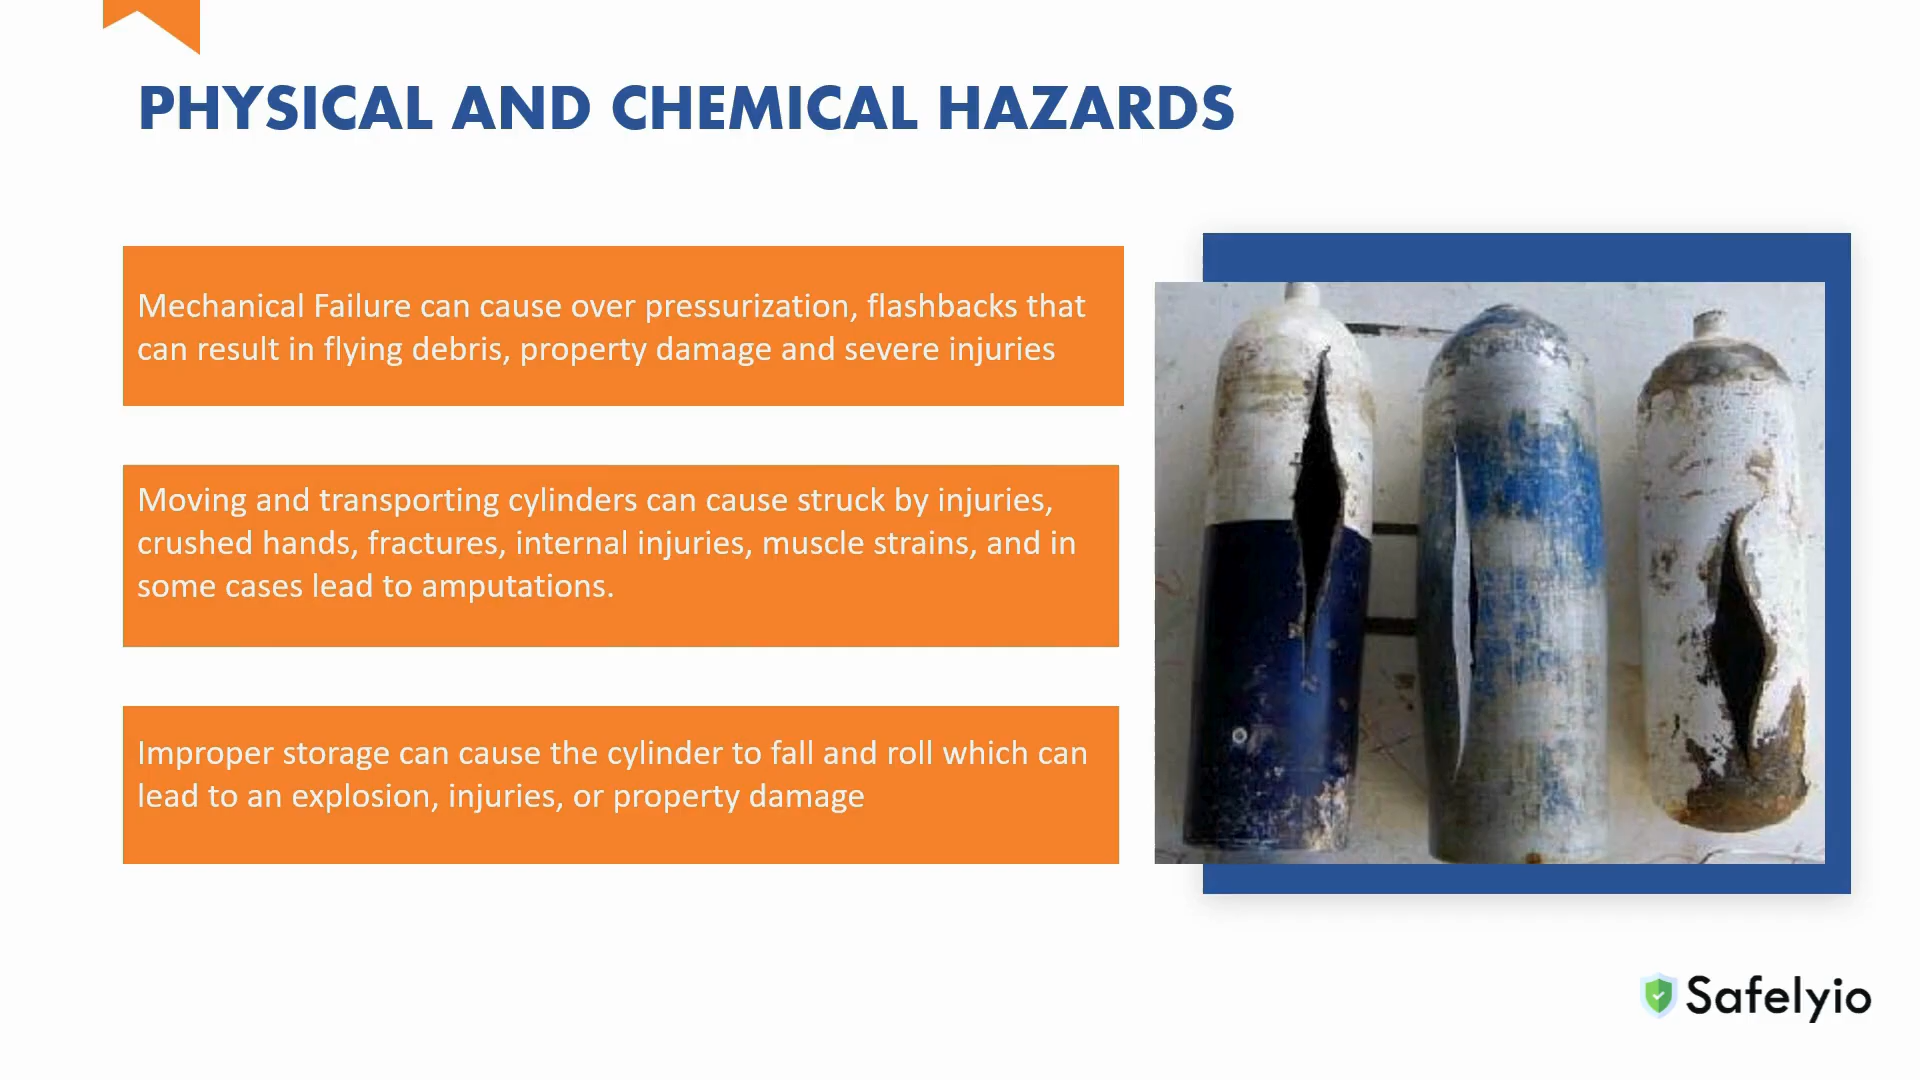 PHYSICAL AND CHEMICAL HAZARDS
Mechanical Failure can cause over pressurization, flashbacks that
can result in flying debris, property damage and severe injuries
Moving and transporting cylinders can cause struck by injuries,
crushed hands, fractures, internal injuries, muscle strains, and in
some cases lead to amputations.
Improper storage can cause the cylinder to fall and roll which can
lead to an explosion, injuries, or property damage
Safelyio